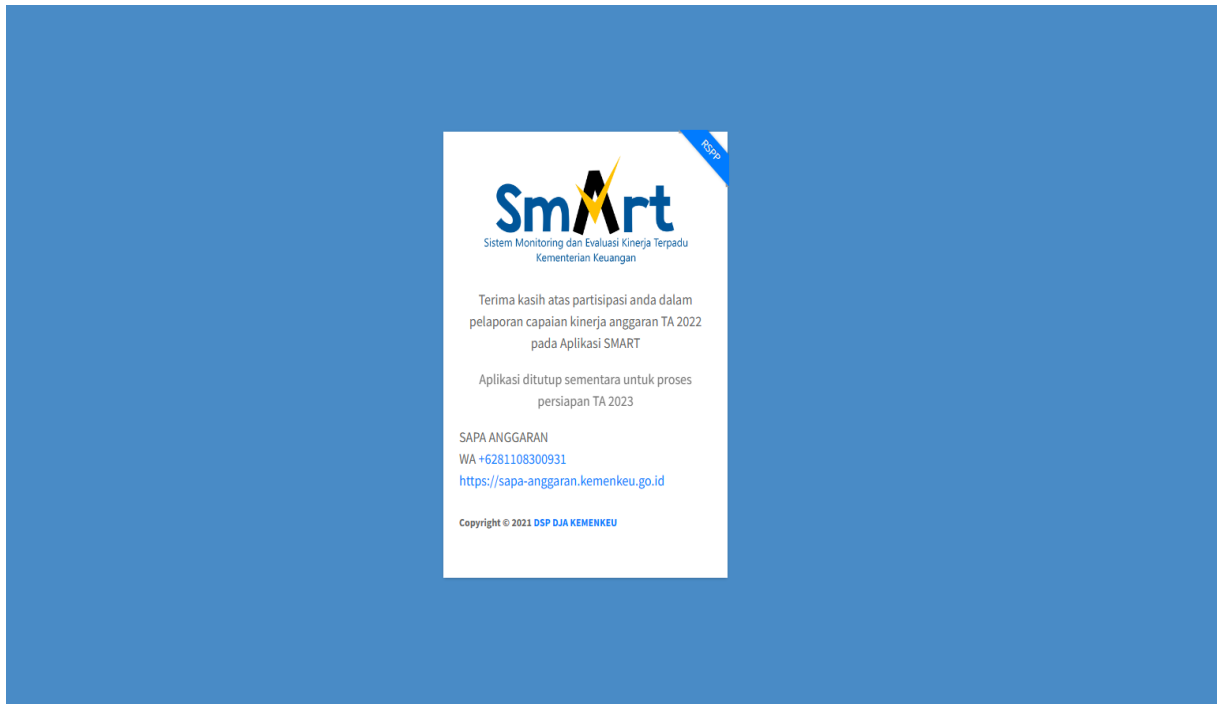 RSPP
SmArt
Sistem Monitoring dan Evaluasi Kinerja Terpadu
Kementerian Keuangan
Terima kasih atas partisipasi anda dalam
pelaporan capaian kinerja anggaran TA 2022
pada Aplikasi SMART
Aplikasi ditutup sementara untuk proses
persiapan TA 2023
SAPA ANGGARAN
WA +6281108300931
https://sapa-anggaran.kemenkeu.go.id
Copyright © 2021 DSP DJA KEMENKEU